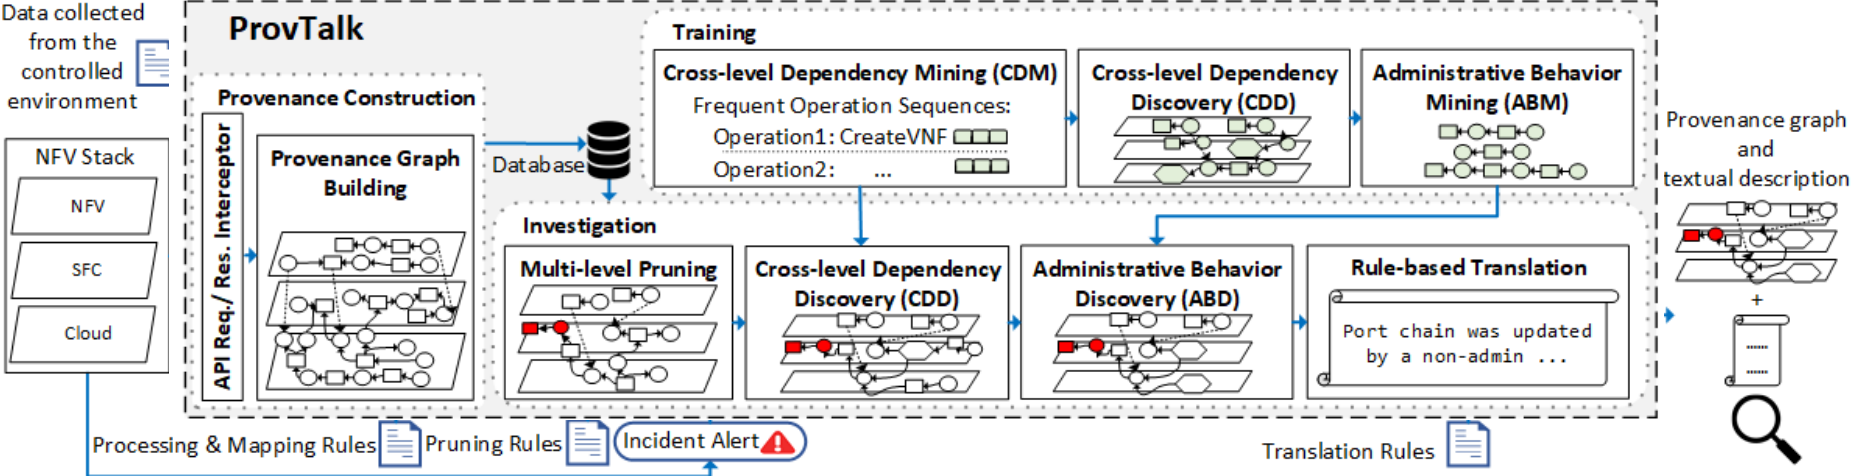 Data collected
from the
controlled
environment
NFV Stack
NFV
SFC
Cloud
ProvTalk
Provenance Construction
API Req./ Res. Interceptor
Provenance Graph
Building
Database
Training
Cross-level Dependency Mining (CDM)
Frequent Operation Sequences:
Operation1: CreateVNF
Operation2: ...
Cross-level Dependency
Discovery (CDD)
Administrative Behavior
Mining (ABM)
Investigation
Multi-level Pruning
Cross-level Dependency
Discovery (CDD)
Administrative Behavior
Discovery (ABD)
Rule-based Translation
Port chain was updated
by a non-admin ...
Provenance graph
and
textual description
+
......
......
Processing & Mapping Rules
Pruning Rules
Incident Alert
Translation Rules